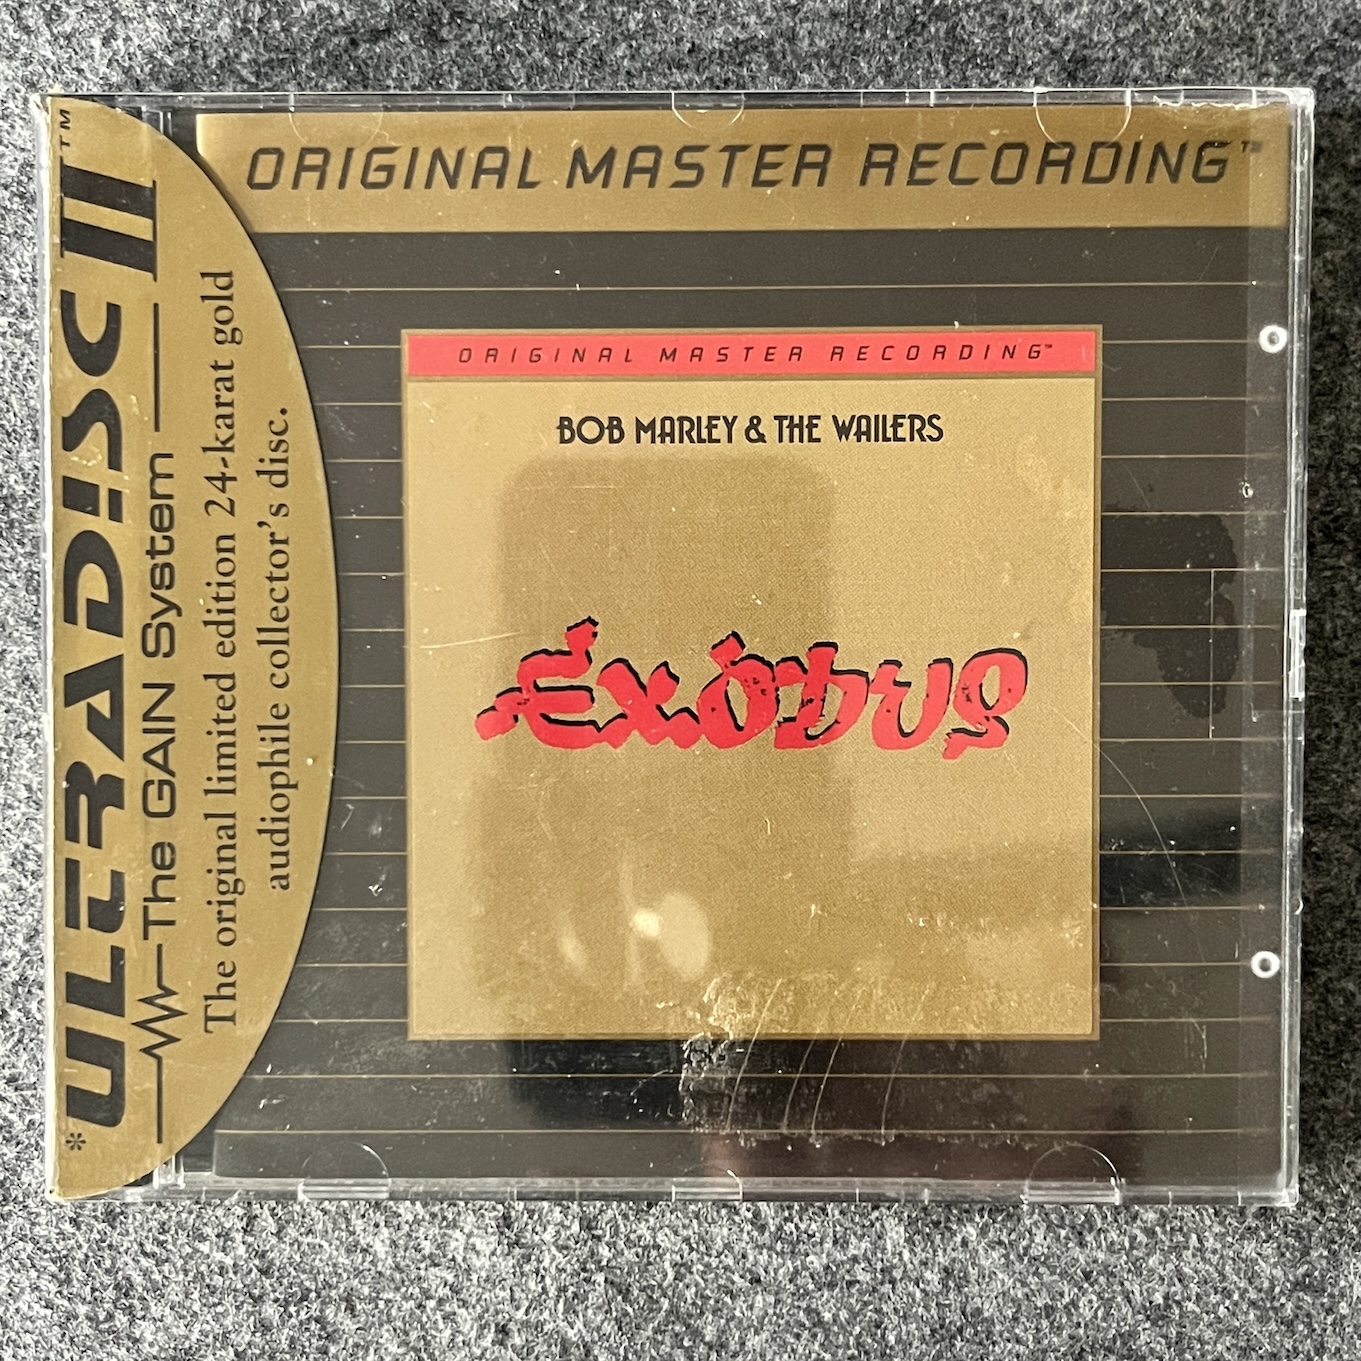 ORIGINAL MASTER RECORDING™
ORIGINAL MASTER RECORDING™
BOB MARLEY & THE WAILERS
EXODUS
*ULTRADISC II™
The GAIN System
The original limited edition 24-karat gold
audiophile collector's disc.